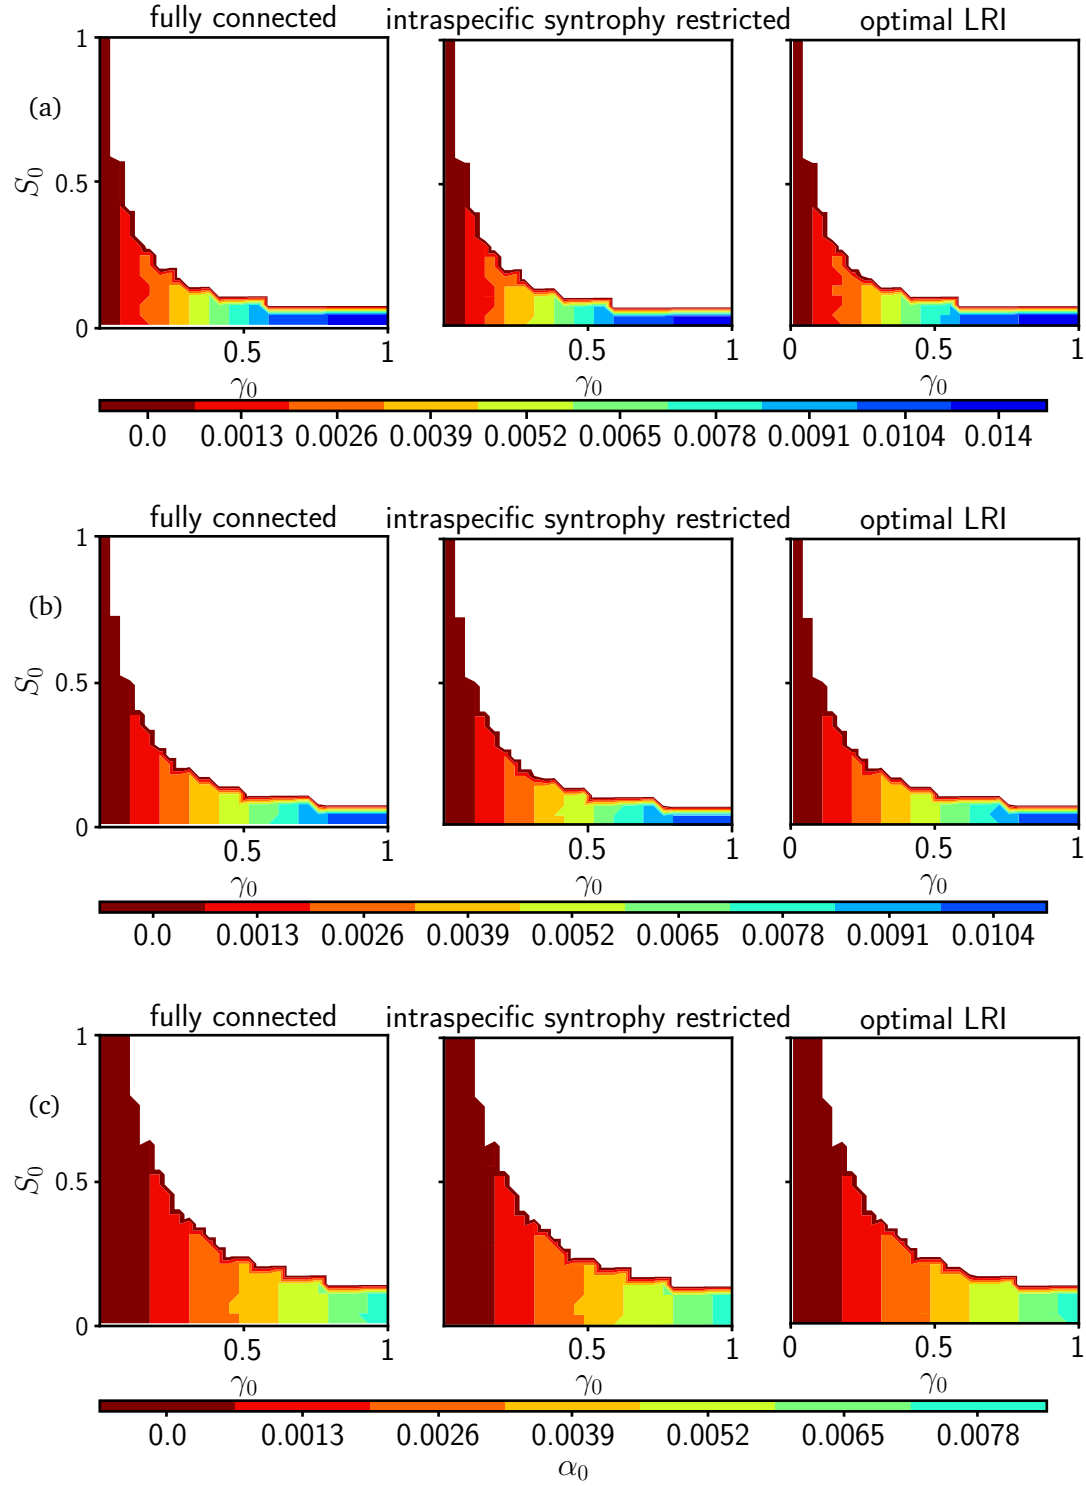 fully connected intraspecific syntrophy restricted optimal LRI
1
(a)
S₀ 0.5
0
0.5 1 0.5 1 0 0.5 1
γ₀ γ₀ γ₀
0.0 0.0013 0.0026 0.0039 0.0052 0.0065 0.0078 0.0091 0.0104 0.014
fully connected intraspecific syntrophy restricted optimal LRI
1
(b)
S₀ 0.5
0
0.5 1 0.5 1 0 0.5 1
γ₀ γ₀ γ₀
0.0 0.0013 0.0026 0.0039 0.0052 0.0065 0.0078 0.0091 0.0104
fully connected intraspecific syntrophy restricted optimal LRI
1
(c)
S₀ 0.5
0
0.5 1 0.5 1 0 0.5 1
γ₀ γ₀ γ₀
0.0 0.0013 0.0026 0.0039 0.0052 0.0065 0.0078
α₀